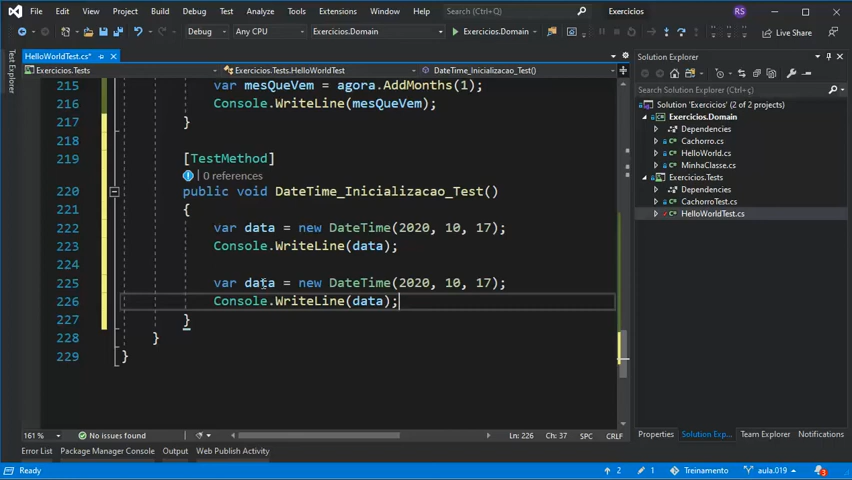 File Edit View Git Project Build Debug Test Analyze Tools Extensions Window Help Search (Ctrl+Q) Exercicios RS
Debug Any CPU Exercicios.Domain Exercicios.Domain Live Share
Test Explorer
HelloWorldTest.cs*
Exercicios.Tests Exercicios.Tests.HelloWorldTest DateTime_Inicializacao_Test()
215 var mesQueVem = agora.AddMonths(1);
216 Console.WriteLine(mesQueVem);
217 }
218
219 [TestMethod]
0 references
220 public void DateTime_Inicializacao_Test()
221 {
222 var data = new DateTime(2020, 10, 17);
223 Console.WriteLine(data);
224
225 var data = new DateTime(2020, 10, 17);
226 Console.WriteLine(data);
227 }
228 }
229 }
161 % No issues found Ln: 226 Ch: 37 SPC CRLF
Solution Explorer
Search Solution Explorer (Ctrl+ç)
Solution 'Exercicios' (2 of 2 projects)
Exercicios.Domain
Dependencies
Cachorro.cs
HelloWorld.cs
MinhaClasse.cs
Exercicios.Tests
Dependencies
CachorroTest.cs
HelloWorldTest.cs
Properties Solution Exp... Team Explorer Notifications
Error List Package Manager Console Output Web Publish Activity
Ready 2 1 Treinamento aula.019 3